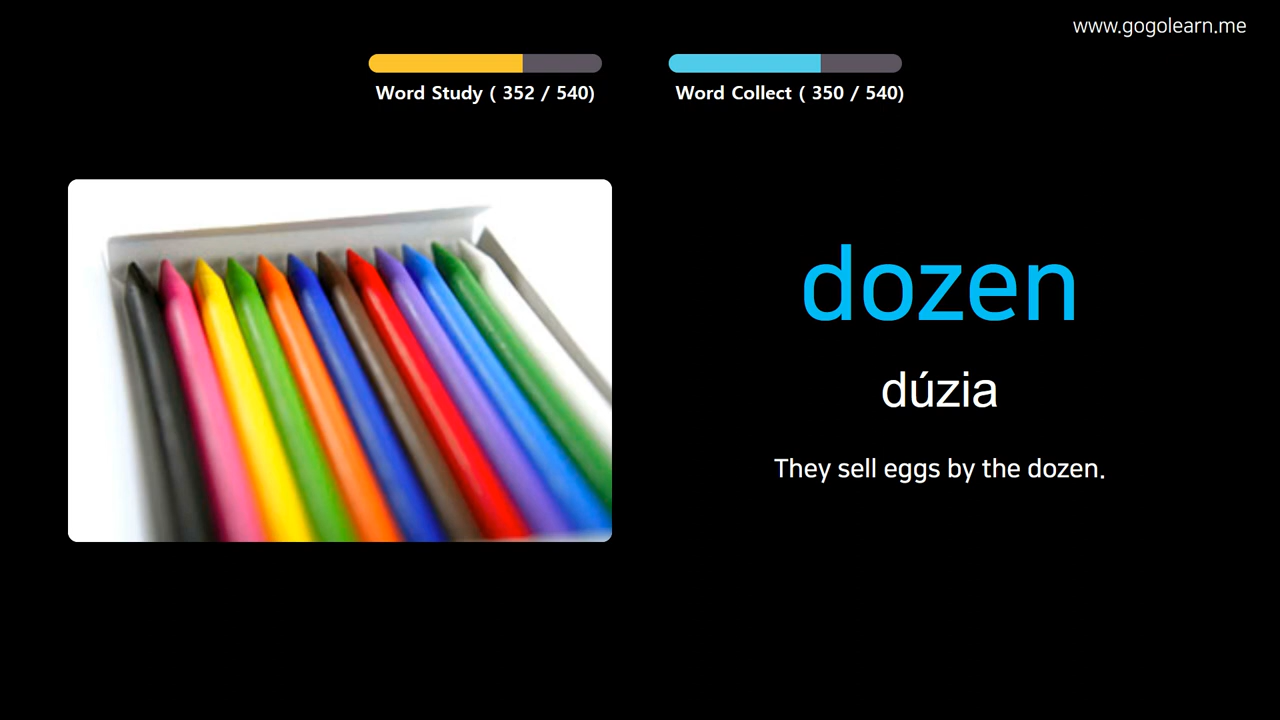 www.gogolearn.me
Word Study ( 352 / 540)
Word Collect ( 350 / 540)
dozen
dúzia
They sell eggs by the dozen.